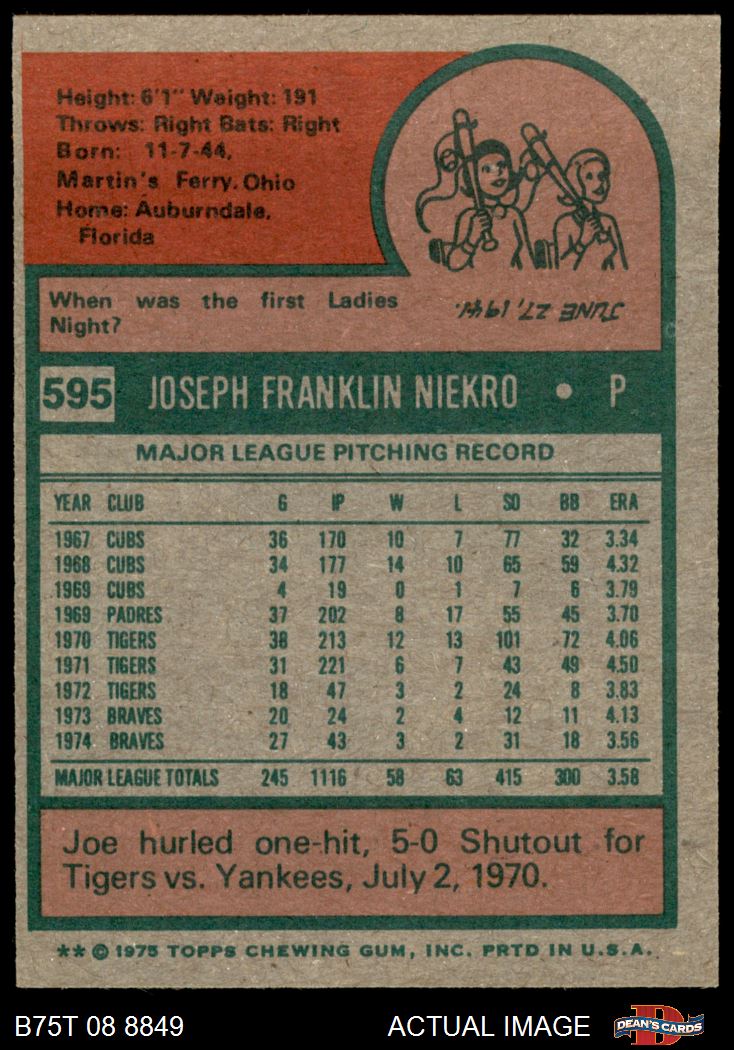 Height: 6'1" Weight: 191
Throws: Right Bats: Right
Born: 11-7-44,
Martin's Ferry, Ohio
Home: Auburndale,
Florida
When was the first Ladies
Night?
JUNE 27, 1941.
595 JOSEPH FRANKLIN NIEKRO • P
MAJOR LEAGUE PITCHING RECORD
YEAR CLUB G IP W L SO BB ERA
1967 CUBS 36 170 10 7 77 32 3.34
1968 CUBS 34 177 14 10 65 59 4.32
1969 CUBS 4 19 0 1 7 6 3.79
1969 PADRES 37 202 8 17 55 45 3.70
1970 TIGERS 38 213 12 13 101 72 4.06
1971 TIGERS 31 221 6 7 43 49 4.50
1972 TIGERS 18 47 3 2 24 8 3.83
1973 BRAVES 20 24 2 4 12 11 4.13
1974 BRAVES 27 43 3 2 31 18 3.56
MAJOR LEAGUE TOTALS 245 1116 58 63 415 300 3.58
Joe hurled one-hit, 5-0 Shutout for
Tigers vs. Yankees, July 2, 1970.
** © 1975 TOPPS CHEWING GUM, INC. PRTD IN U.S.A.
B75T 08 8849 ACTUAL IMAGE D DEAN'S CARDS